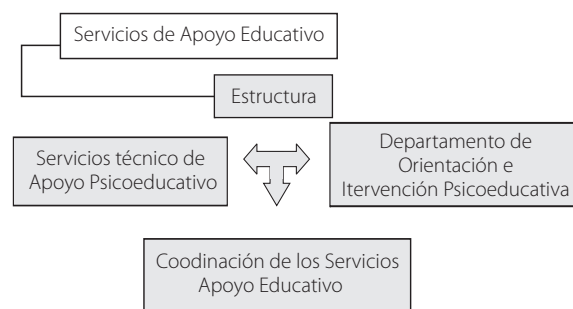 Servicios de Apoyo Educativo
Estructura
Servicios técnico de
Apoyo Psicoeducativo
Departamento de
Orientación e
Itervención Psicoeducativa
Coodinación de los Servicios
Apoyo Educativo